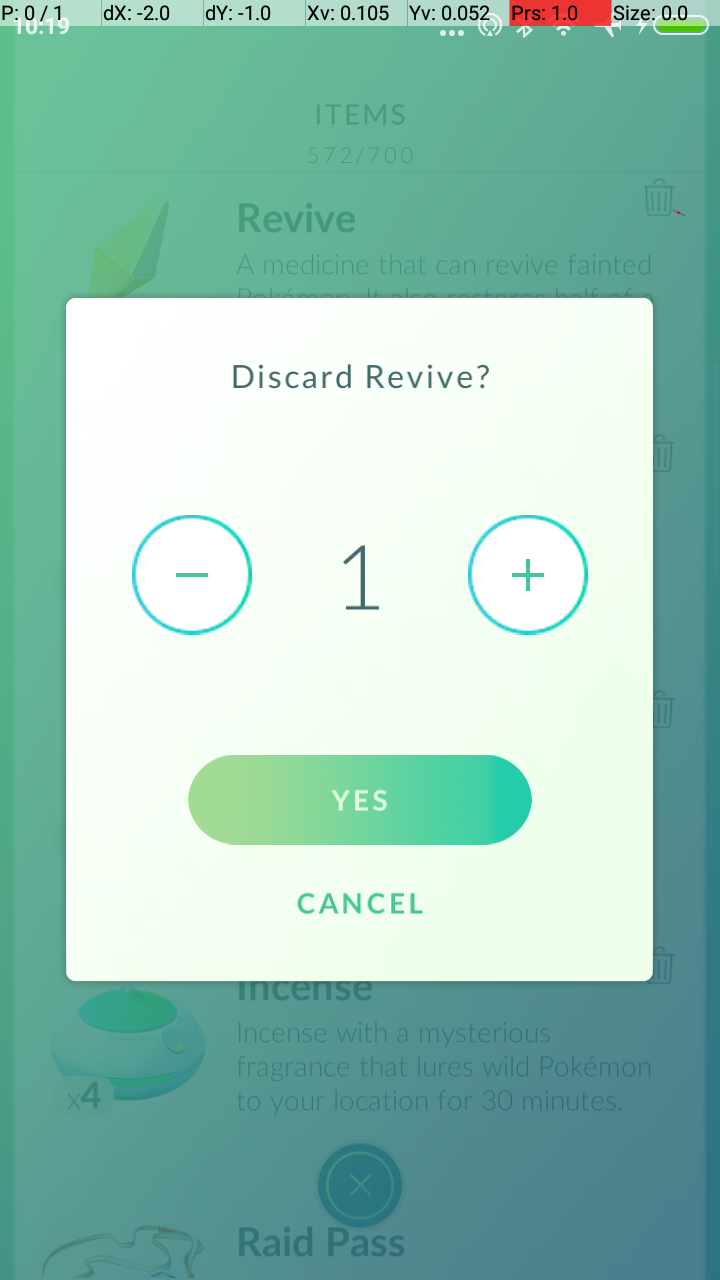 P: 0 / 1 dX: -2.0 dY: -1.0 Xv: 0.105 Yv: 0.052 Prs: 1.0 Size: 0.0
10:19
ITEMS
572/700
Revive
A medicine that can revive fainted
Pokémon. It also restores half of a
Discard Revive?
1
YES
CANCEL
Incense
Incense with a mysterious
fragrance that lures wild Pokémon
to your location for 30 minutes.
x4
Raid Pass